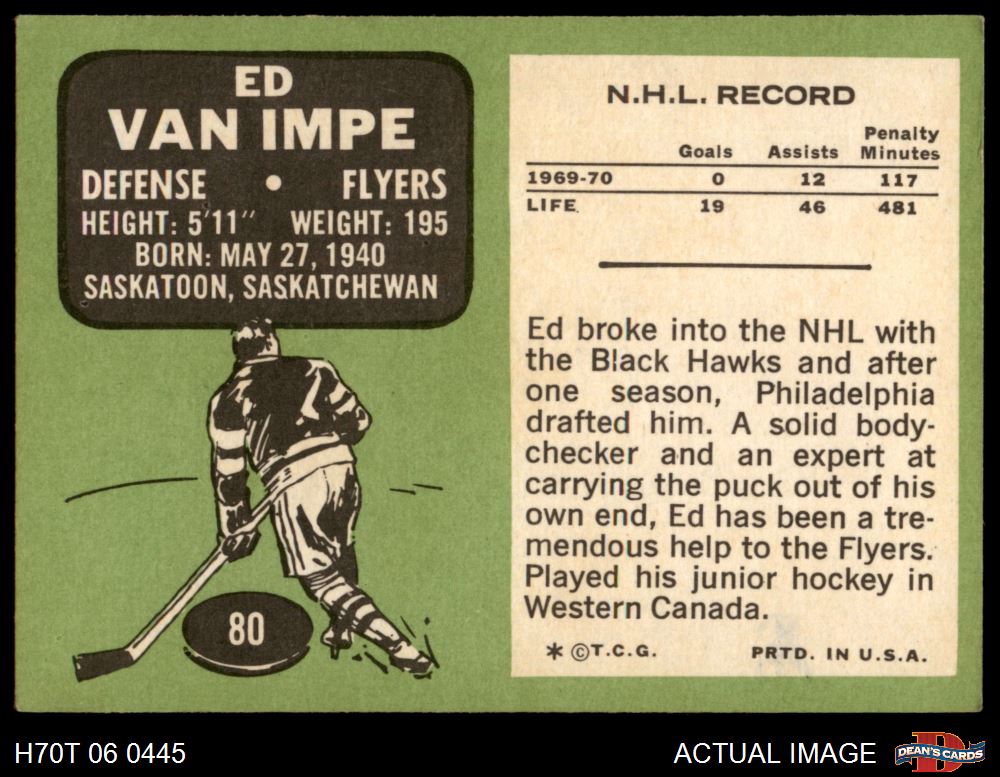 ED
VAN IMPE
DEFENSE • FLYERS
HEIGHT: 5'11" WEIGHT: 195
BORN: MAY 27, 1940
SASKATOON, SASKATCHEWAN
80
N.H.L. RECORD
Goals Assists Penalty Minutes
1969-70 0 12 117
LIFE 19 46 481
Ed broke into the NHL with
the Black Hawks and after
one season, Philadelphia
drafted him. A solid body-
checker and an expert at
carrying the puck out of his
own end, Ed has been a tre-
mendous help to the Flyers.
Played his junior hockey in
Western Canada.
* ©T.C.G. PRTD. IN U.S.A.
H70T 06 0445
ACTUAL IMAGE
DEAN'S CARDS